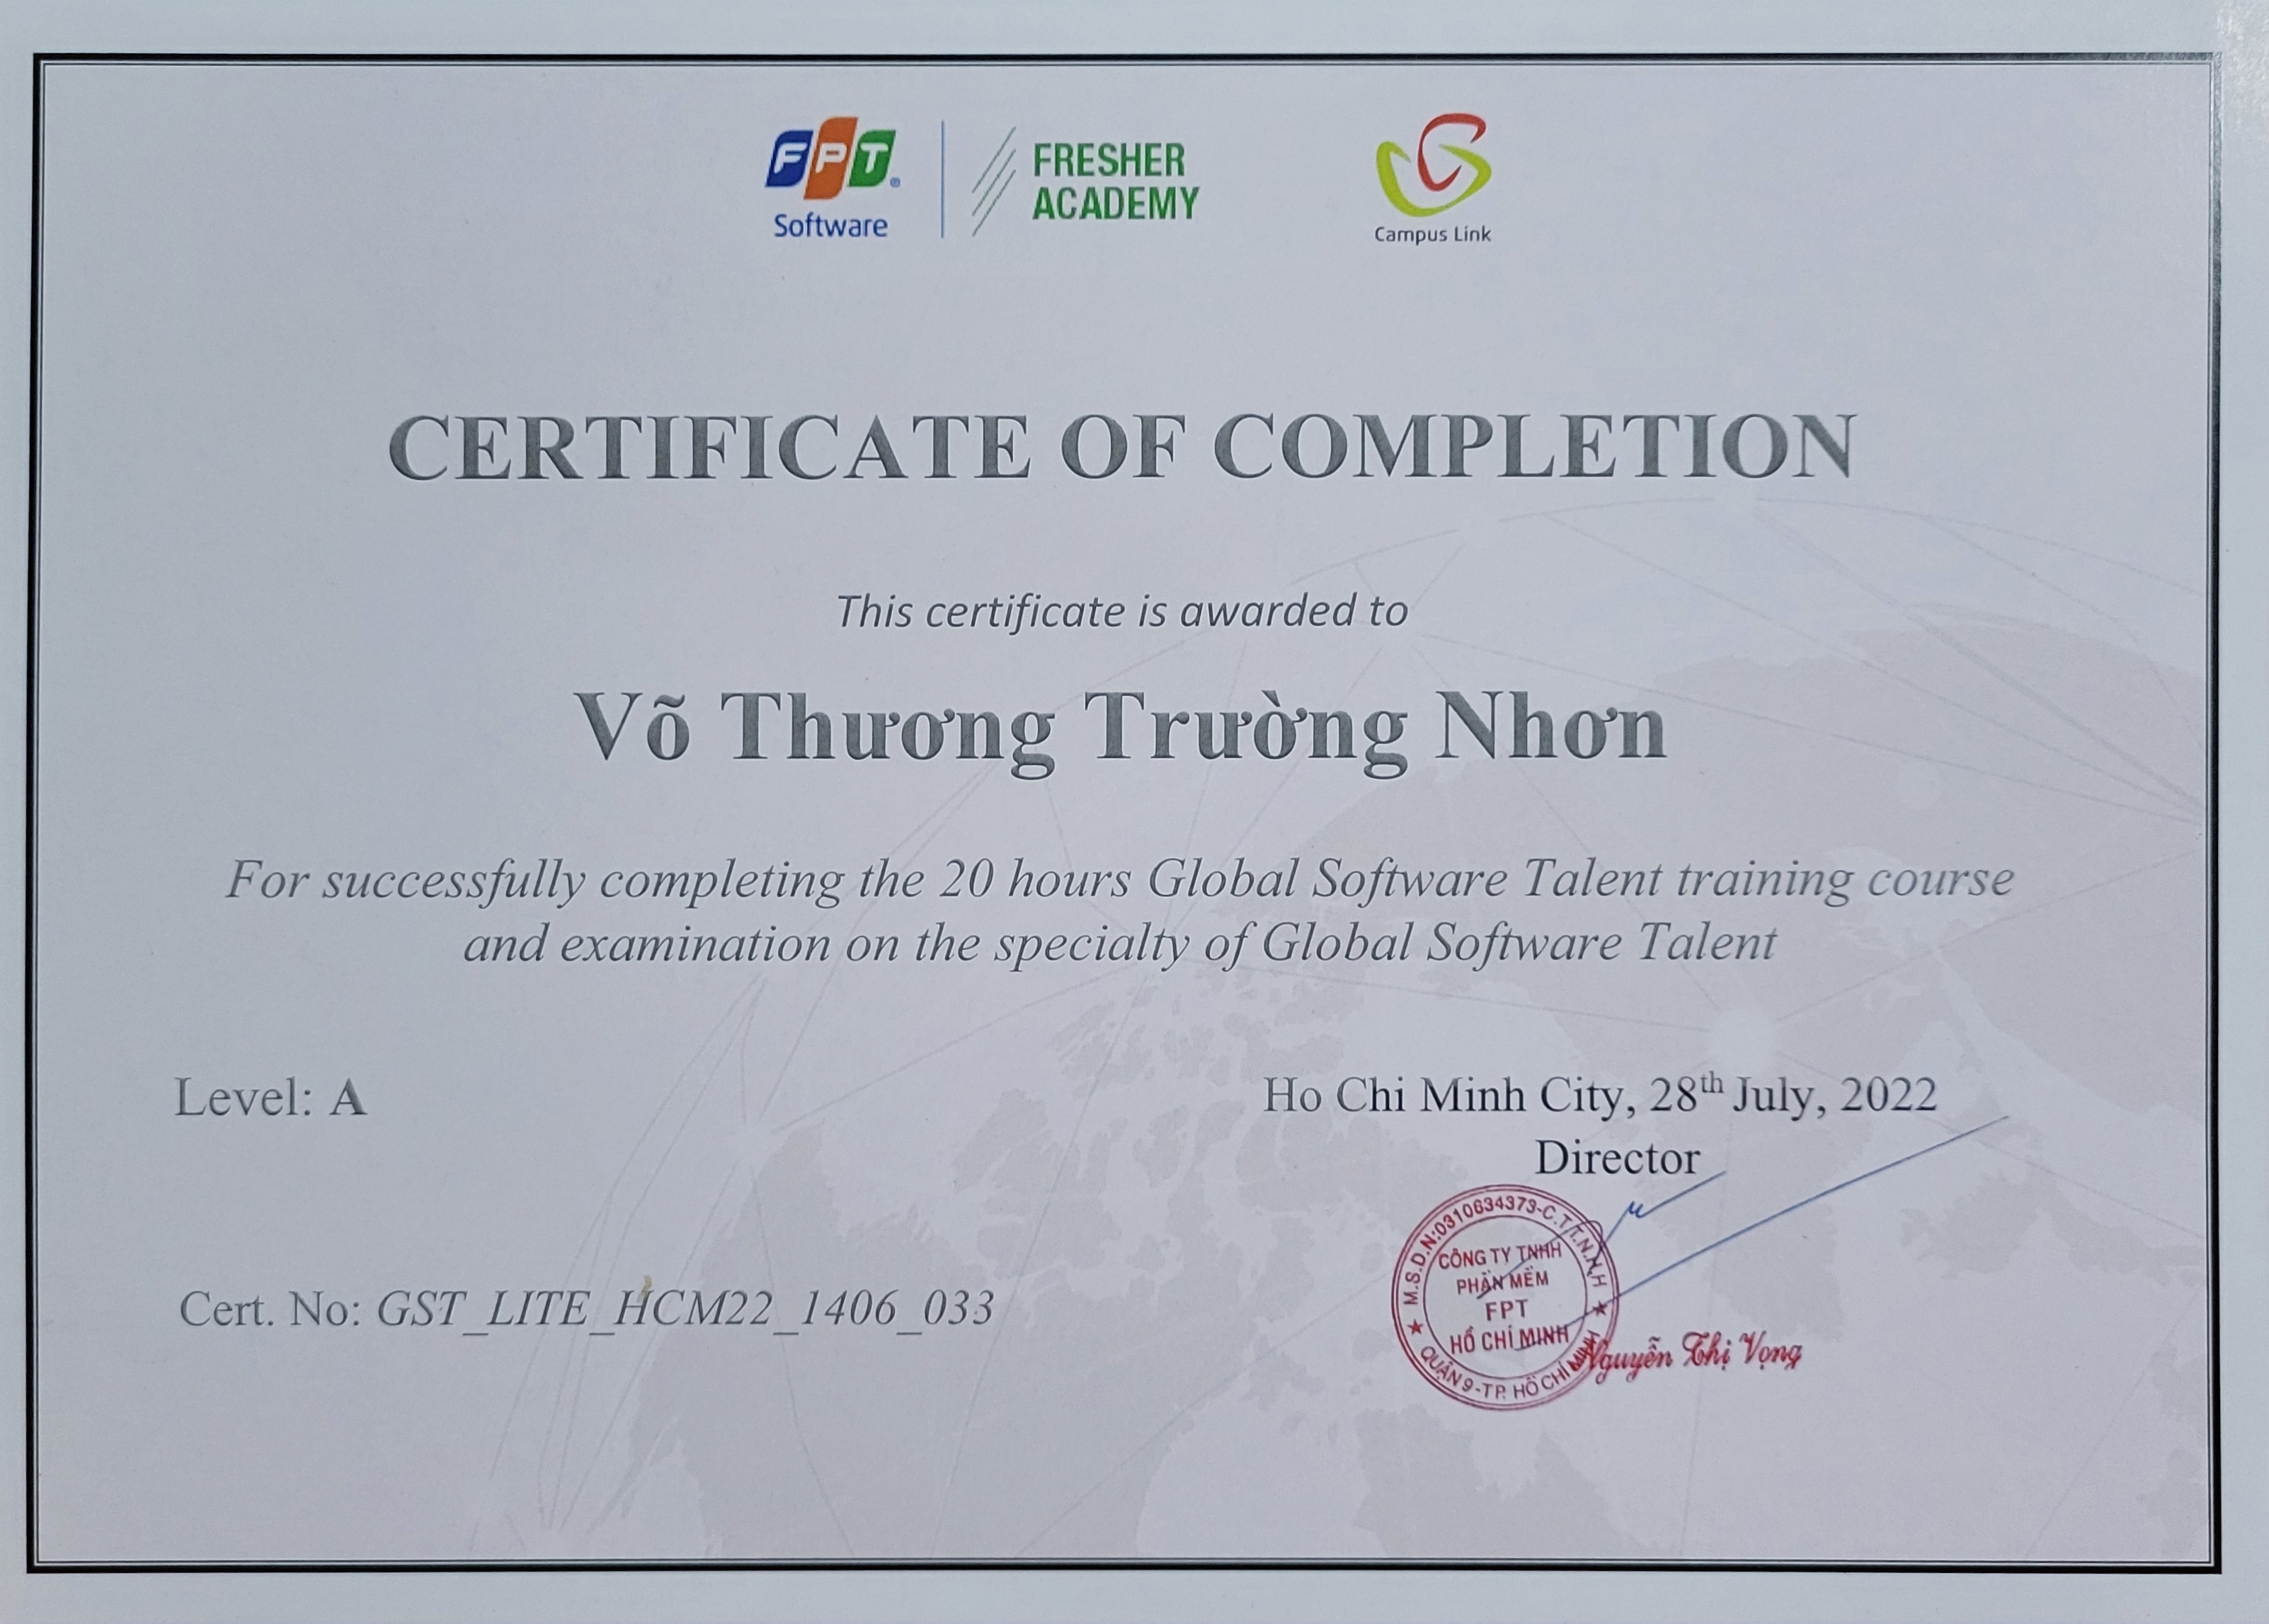 FPT
Software
FRESHER
ACADEMY
Campus Link
CERTIFICATE OF COMPLETION
This certificate is awarded to
Võ Thương Trường Nhơn
For successfully completing the 20 hours Global Software Talent training course
and examination on the specialty of Global Software Talent
Level: A
Ho Chi Minh City, 28th July, 2022
Director
M.S.D.N:0310634373-C.T.T.N.H.H
CÔNG TY TNHH
PHẦN MỀM
FPT
HỒ CHÍ MINH
QUẬN 9-TP. HỒ CHÍ MINH
Nguyễn Thị Vọng
Cert. No: GST_LITE_HCM22_1406_033